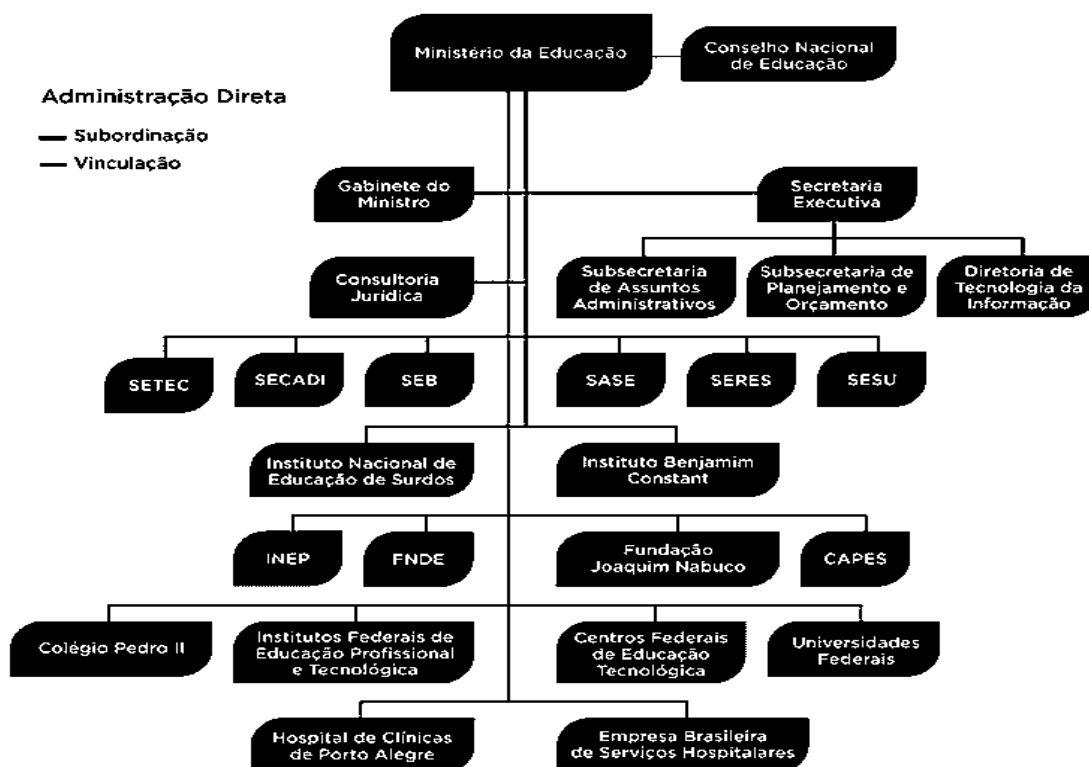 Ministério da Educação
Conselho Nacional
de Educação
Administração Direta
Subordinação
Vinculação
Gabinete do
Ministro
Secretaria
Executiva
Consultoria
Jurídica
Subsecretaria
de Assuntos
Administrativos
Subsecretaria de
Planejamento e
Orçamento
Diretoria de
Tecnologia da
Informação
SETEC
SECADI
SEB
SASE
SERES
SESU
Instituto Nacional de
Educação de Surdos
Instituto Benjamim
Constant
INEP
FNDE
Fundação
Joaquim Nabuco
CAPES
Colégio Pedro II
Institutos Federais de
Educação Profissional
e Tecnológica
Centros Federais
de Educação
Tecnológica
Universidades
Federais
Hospital de Clínicas
de Porto Alegre
Empresa Brasileira
de Serviços Hospitalares